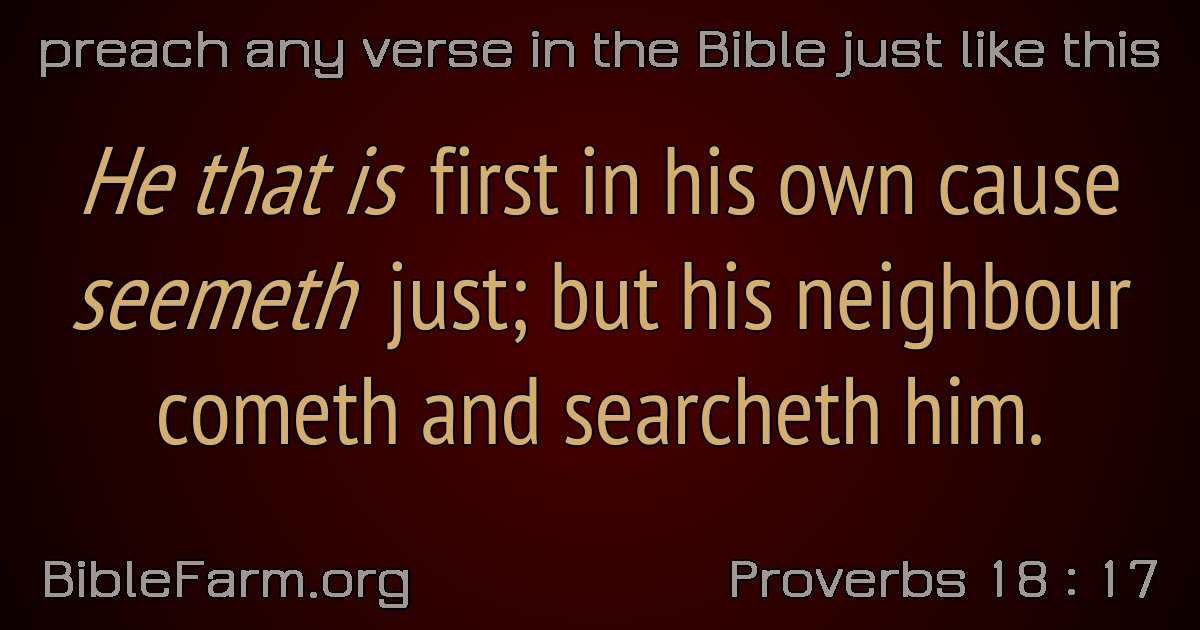 preach any verse in the Bible just like this
He that is first in his own cause
seemeth just; but his neighbour
cometh and searcheth him.
BibleFarm.org
Proverbs 18 : 17